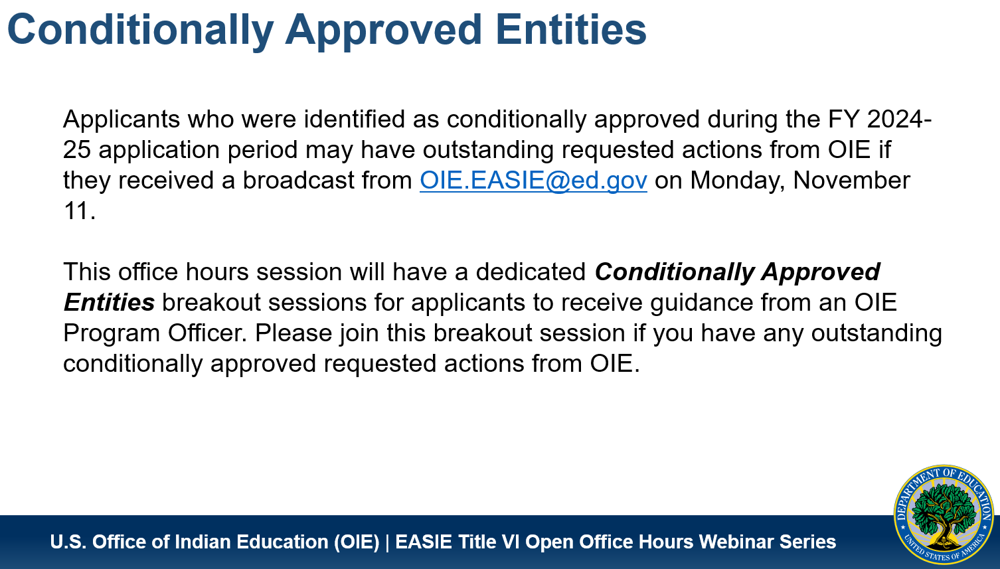 Conditionally Approved Entities
Applicants who were identified as conditionally approved during the FY 2024-
25 application period may have outstanding requested actions from OIE if
they received a broadcast from OIE.EASIE@ed.gov on Monday, November
11.
This office hours session will have a dedicated Conditionally Approved
Entities breakout sessions for applicants to receive guidance from an OIE
Program Officer. Please join this breakout session if you have any outstanding
conditionally approved requested actions from OIE.
U.S. Office of Indian Education (OIE) | EASIE Title VI Open Office Hours Webinar Series
DEPARTMENT OF EDUCATION
UNITED STATES OF AMERICA